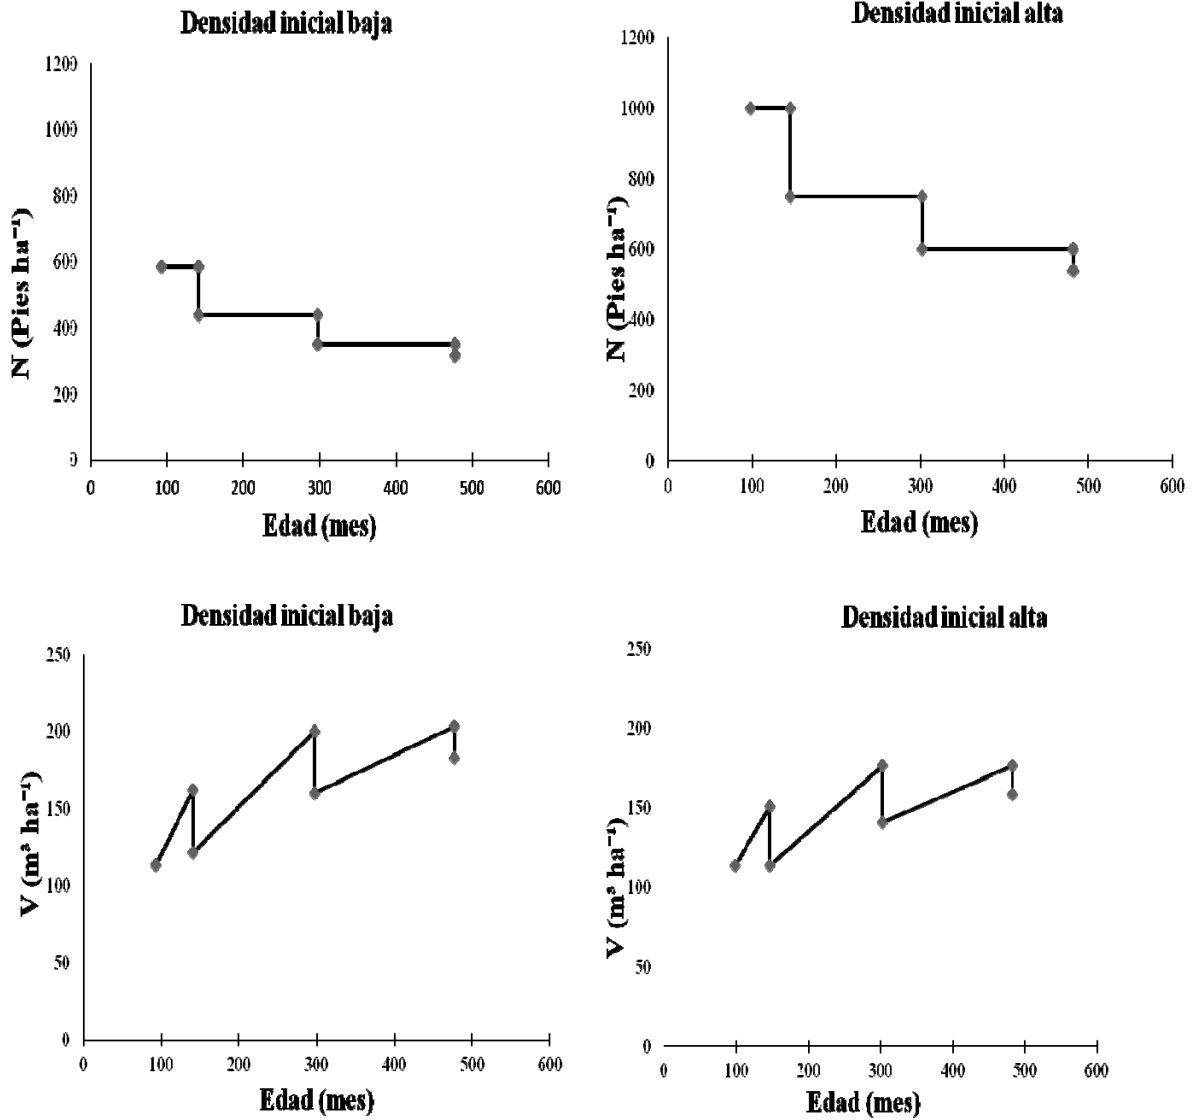 Densidad inicial baja
1200
1000
800
600
400
200
0
N (Pies ha⁻¹)
0 100 200 300 400 500 600
Edad (mes)
Densidad inicial alta
1200
1000
800
600
400
200
0
N (Pies ha⁻¹)
0 100 200 300 400 500 600
Edad (mes)
Densidad inicial baja
250
200
150
100
50
0
V (m³ ha⁻¹)
0 100 200 300 400 500 600
Edad (mes)
Densidad inicial alta
250
200
150
100
50
0
V (m³ ha⁻¹)
0 100 200 300 400 500 600
Edad (mes)